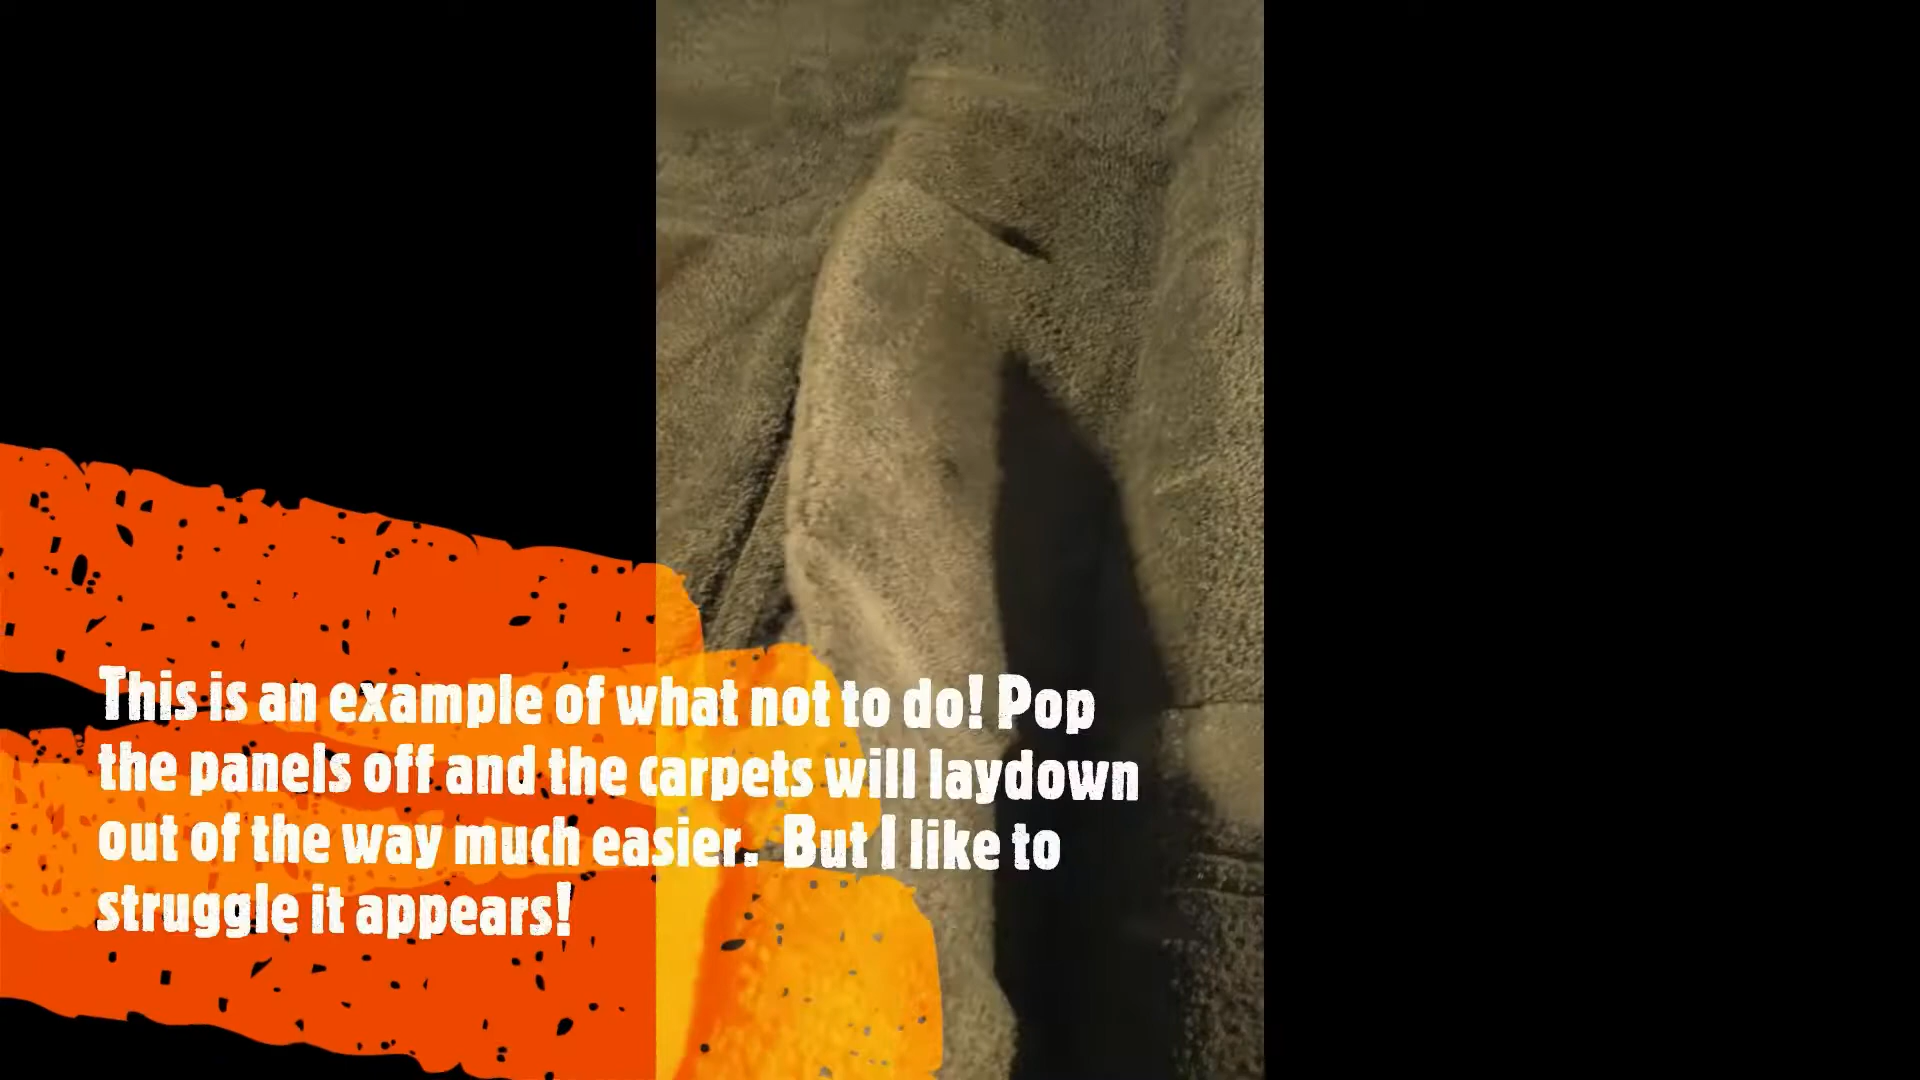 This is an example of what not to do! Pop
the panels off and the carpets will laydown
out of the way much easier. But I like to
struggle it appears!